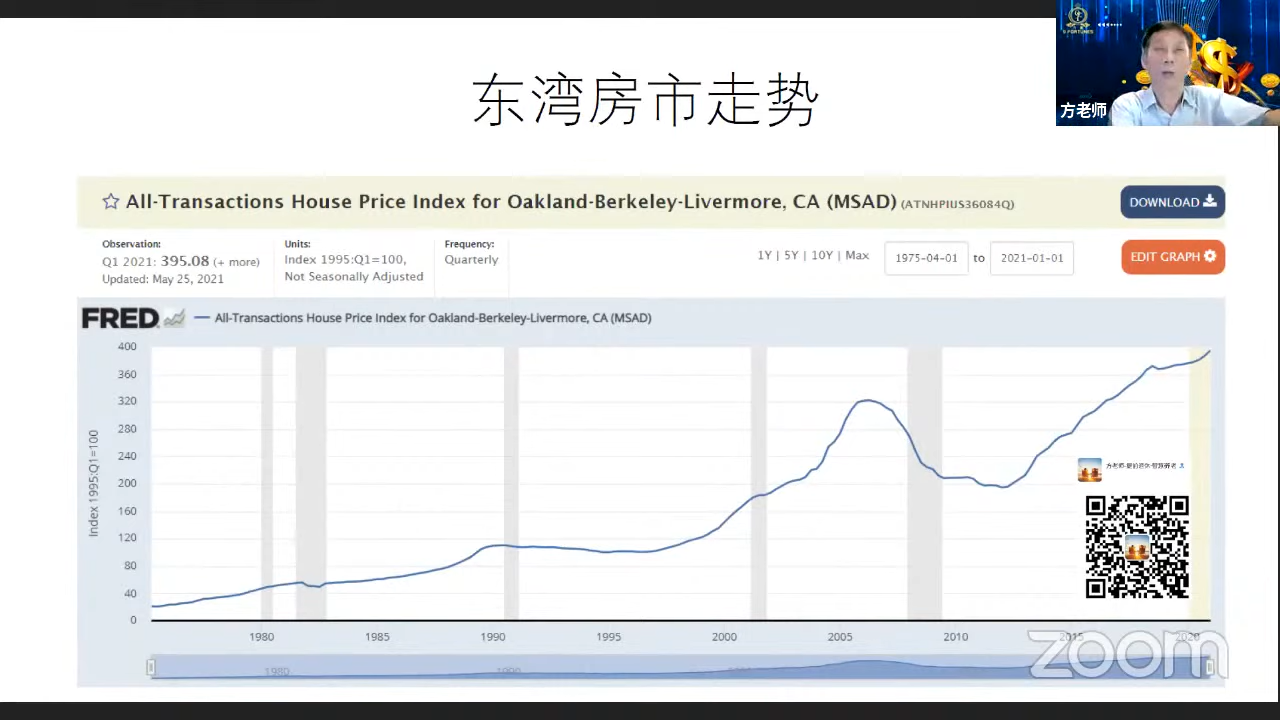 东湾房市走势
9 FORTUNES
方老师
All-Transactions House Price Index for Oakland-Berkeley-Livermore, CA (MSAD) (ATNHPIUS36084Q)
DOWNLOAD
Observation:
Q1 2021: 395.08 (+ more)
Updated: May 25, 2021
Units:
Index 1995:Q1=100,
Not Seasonally Adjusted
Frequency:
Quarterly
1Y | 5Y | 10Y | Max
1975-04-01 to 2021-01-01
EDIT GRAPH
FRED
All-Transactions House Price Index for Oakland-Berkeley-Livermore, CA (MSAD)
Index 1995:Q1=100
400
360
320
280
240
200
160
120
80
40
0
1980 1985 1990 1995 2000 2005 2010 2015 2020
1980 1990
zoom